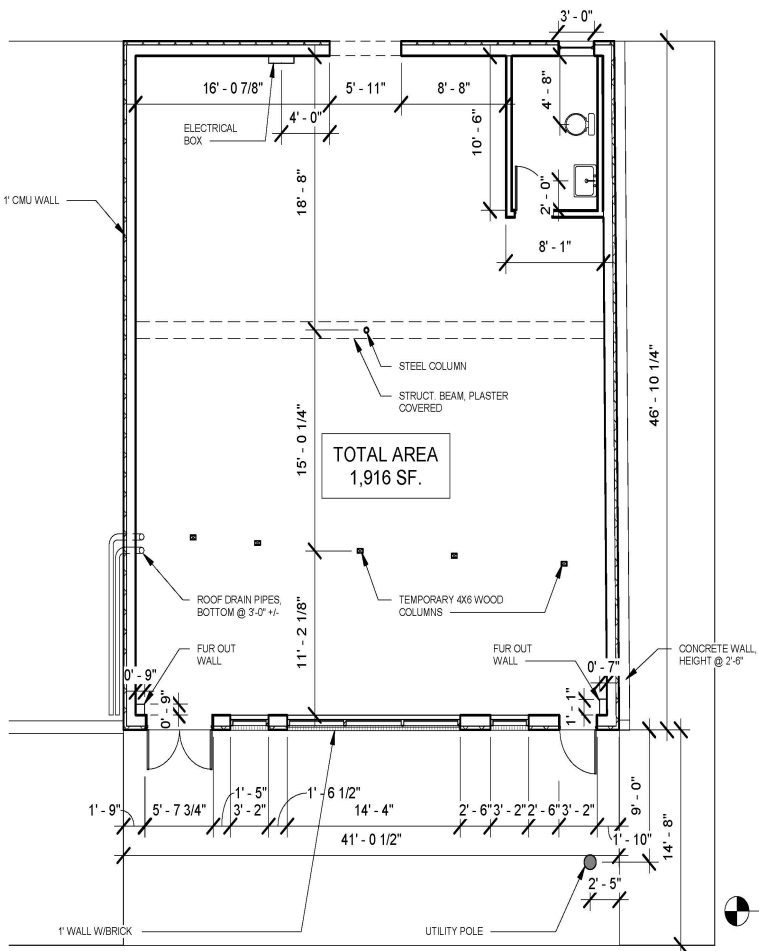 3' - 0"
16' - 0 7/8"
5' - 11"
8' - 8"
4' - 8"
4' - 0"
10' - 6"
ELECTRICAL
BOX
18' - 8"
1' CMU WALL
2' - 0"
8' - 1"
STEEL COLUMN
STRUCT. BEAM, PLASTER
COVERED
46' - 10 1/4"
15' - 0 1/4"
TOTAL AREA
1,916 SF.
ROOF DRAIN PIPES,
BOTTOM @ 3'-0" +/-
TEMPORARY 4X6 WOOD
COLUMNS
11' - 2 1/8"
FUR OUT
WALL
FUR OUT
WALL
CONCRETE WALL,
HEIGHT @ 2'-6"
0' - 9"
0' - 7"
0' - 9"
1' - 1"
1' - 5"
1' - 6 1/2"
1' - 9"
5' - 7 3/4"
3' - 2"
14' - 4"
2' - 6"
3' - 2"
2' - 6"
3' - 2"
9' - 0"
14' - 8"
1' - 10"
41' - 0 1/2"
2' - 5"
1' WALL W/BRICK
UTILITY POLE